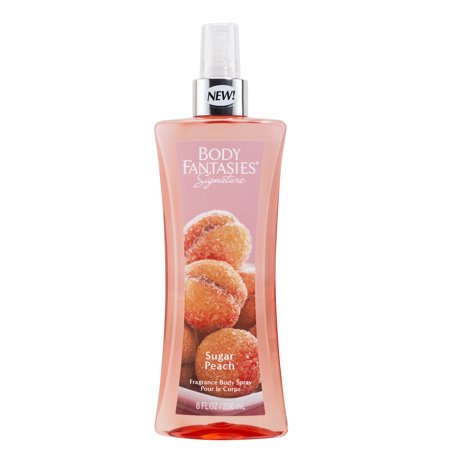 NEW!
BODY
FANTASIES®
Signature
Sugar
Peach
Fragrance Body Spray
Pour le Corps
8 FL OZ / 236 mL